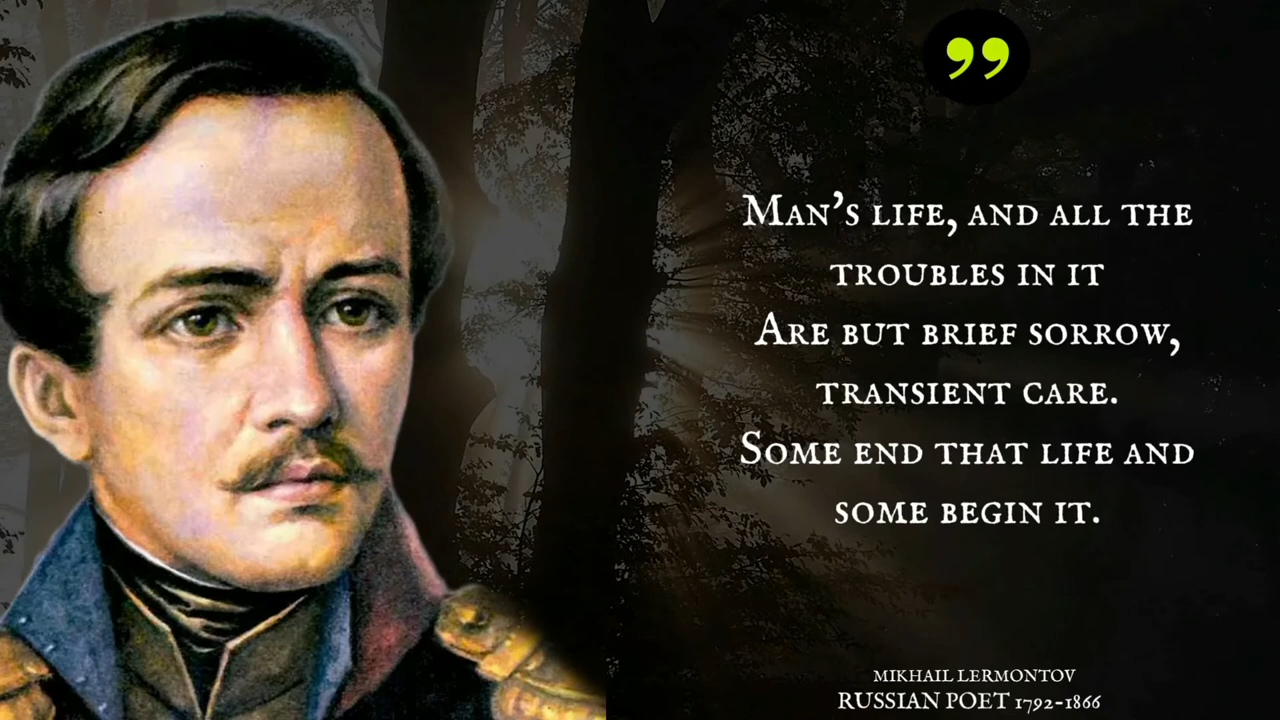 ”
Man's life, and all the
troubles in it
Are but brief sorrow,
transient care.
Some end that life and
some begin it.
MIKHAIL LERMONTOV
RUSSIAN POET 1792-1866